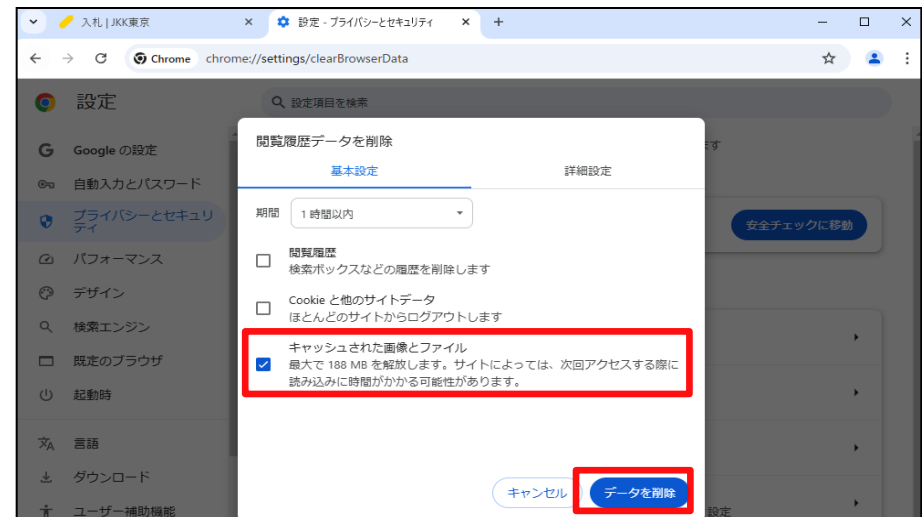 入札 | JKK東京
設定 - プライバシーとセキュリティ
Chrome
chrome://settings/clearBrowserData
設定
設定項目を検索
Google の設定
自動入力とパスワード
プライバシーとセキュリ
ティ
パフォーマンス
デザイン
検索エンジン
既定のブラウザ
起動時
言語
ダウンロード
ユーザー補助機能
閲覧履歴データを削除
基本設定
詳細設定
期間
1 時間以内
閲覧履歴
検索ボックスなどの履歴を削除します
Cookie と他のサイトデータ
ほとんどのサイトからログアウトします
キャッシュされた画像とファイル
最大で 188 MB を解放します。サイトによっては、次回アクセスする際に
読み込みに時間がかかる可能性があります。
キャンセル
データを削除
ます
安全チェックに移動
設定